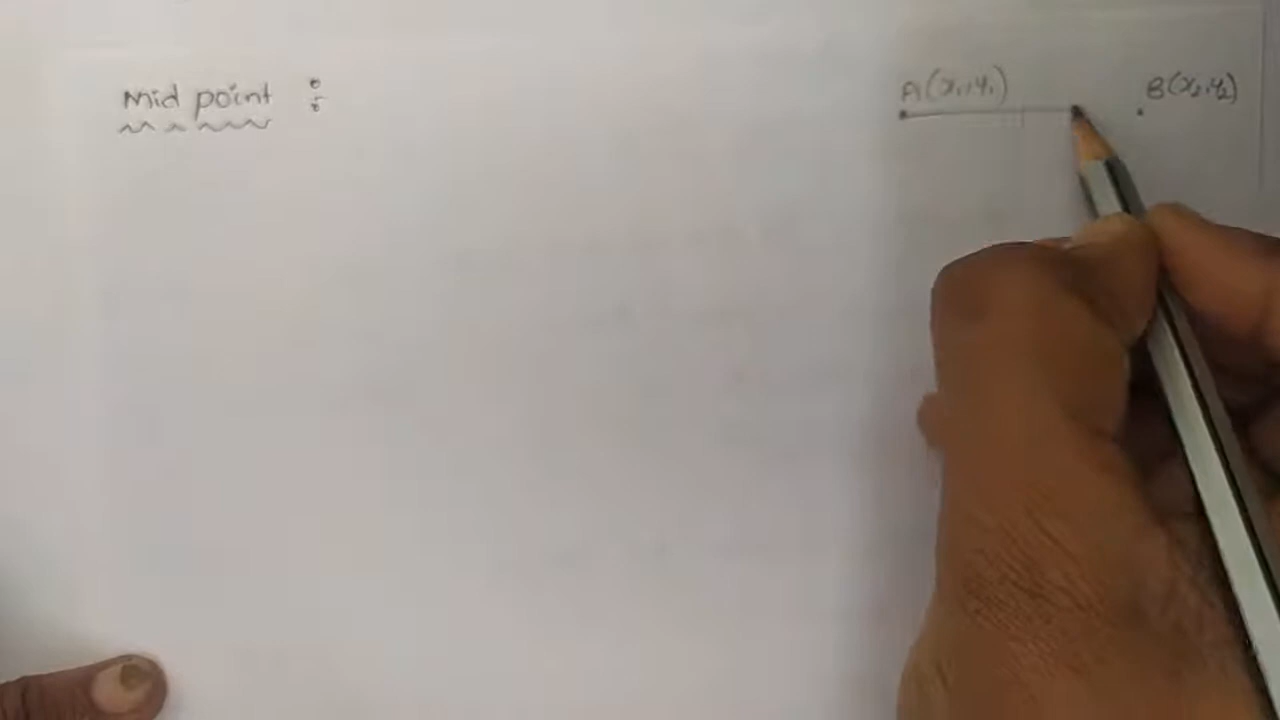 Mid point :
A(x₁,y₁)
B(x₂,y₂)